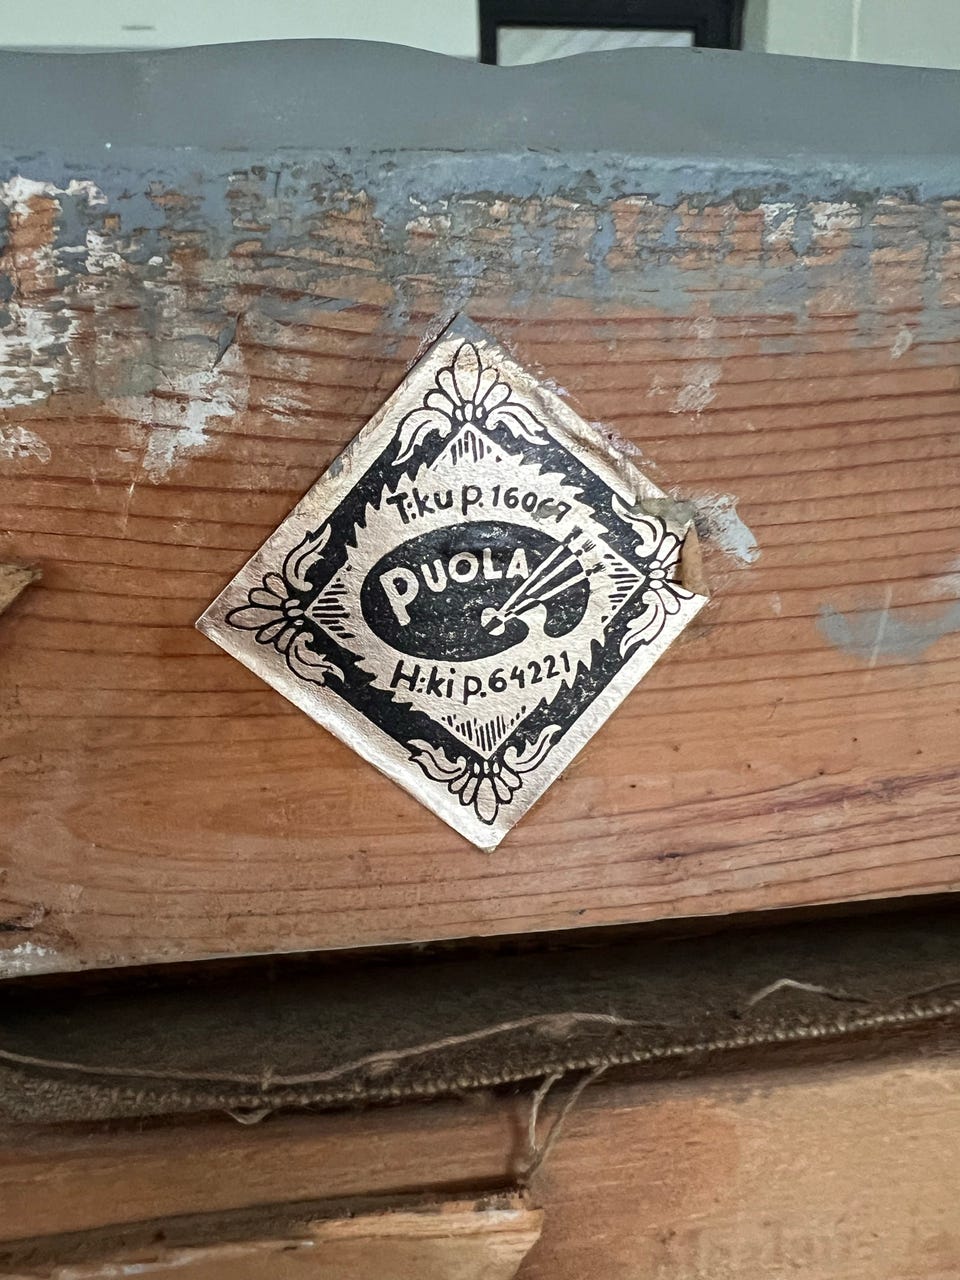 T:ku p. 16067
PUOLA
H:ki p. 64221